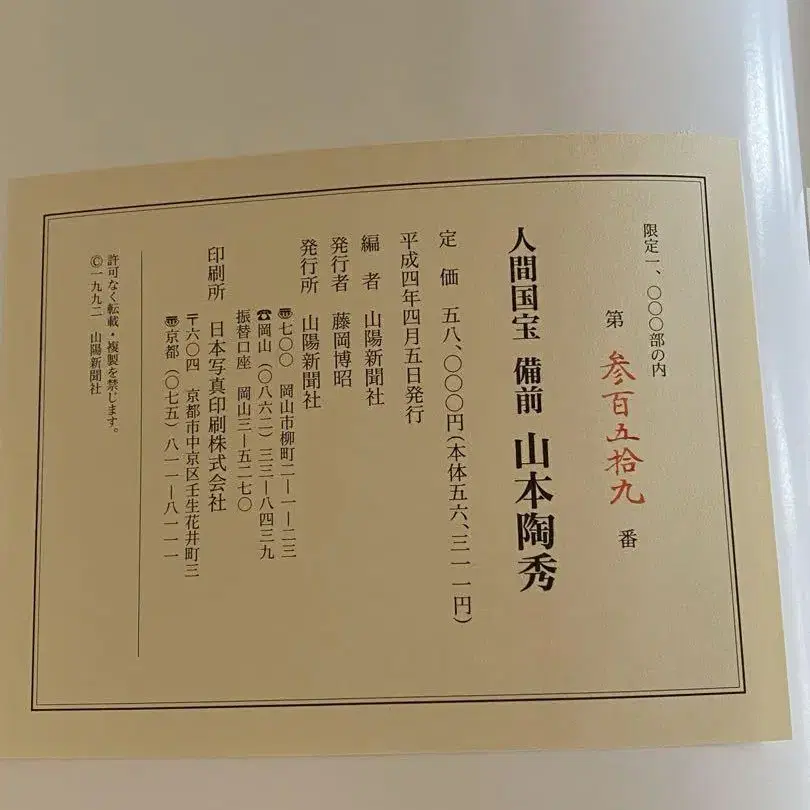 限定一、〇〇〇部の内
第 参百五拾九 番
人間国宝 備前 山本陶秀
定価 五八、〇〇〇円(本体五六、三一一円)
平成四年四月五日発行
編者 山陽新聞社
発行者 藤岡博昭
発行所 山陽新聞社
〠七〇〇 岡山市柳町二ー一ー二三
☎岡山(〇八六二)三三ー八四三九
振替口座 岡山三ー五二七〇
印刷所 日本写真印刷株式会社
〒六〇四 京都市中京区壬生花井町三
〠京都(〇七五)八一一ー八一一一
許可なく転載・複製を禁じます。
©一九九二 山陽新聞社